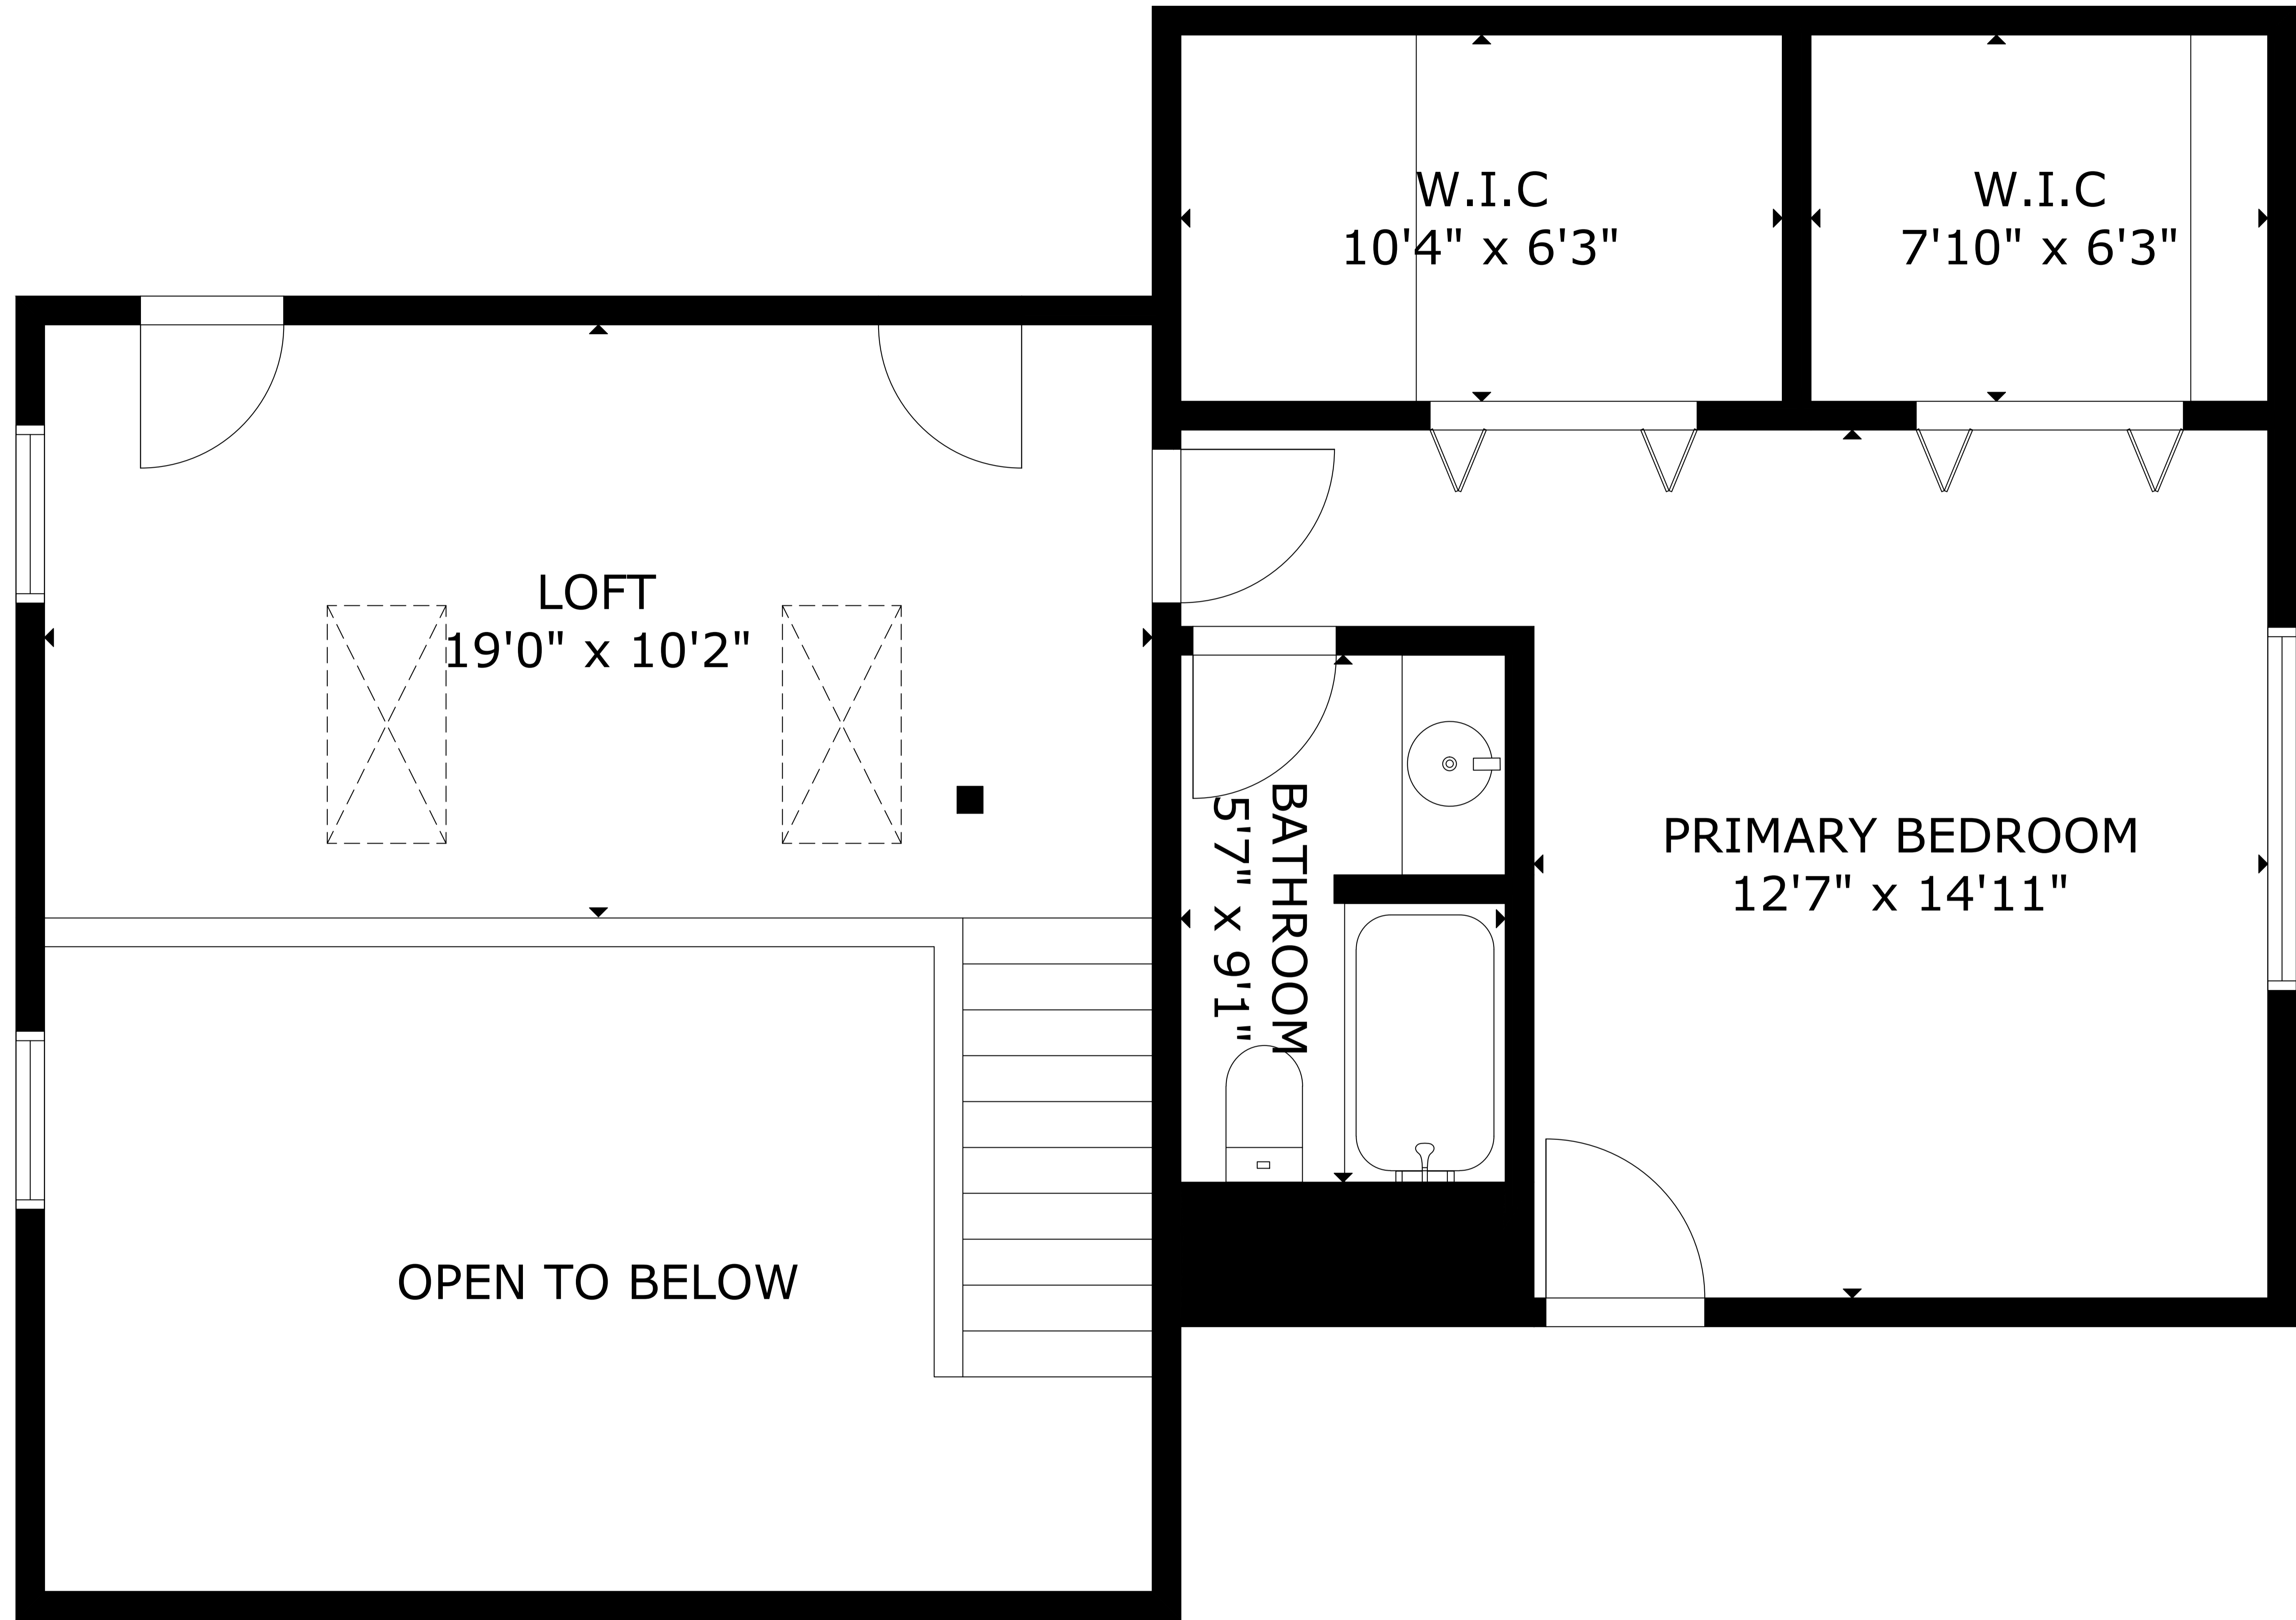 W.I.C
10'4" x 6'3"
W.I.C
7'10" x 6'3"
LOFT
19'0" x 10'2"
BATHROOM
5'7" x 9'1"
PRIMARY BEDROOM
12'7" x 14'11"
OPEN TO BELOW